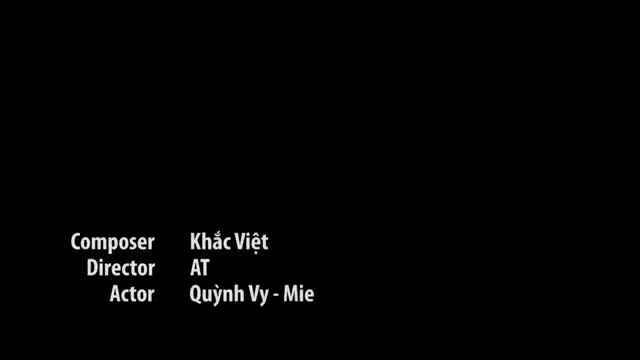 Composer Khắc Việt
Director AT
Actor Quỳnh Vy - Mie